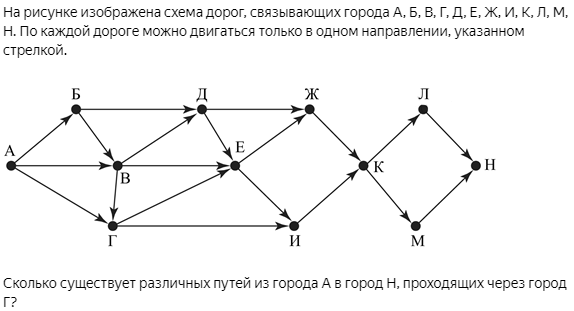 На рисунке изображена схема дорог, связывающих города А, Б, В, Г, Д, Е, Ж, И, К, Л, М,
Н. По каждой дороге можно двигаться только в одном направлении, указанном
стрелкой.
Б Д Ж Л
А В Е К Н
Г И М
Сколько существует различных путей из города А в город Н, проходящих через город
Г?